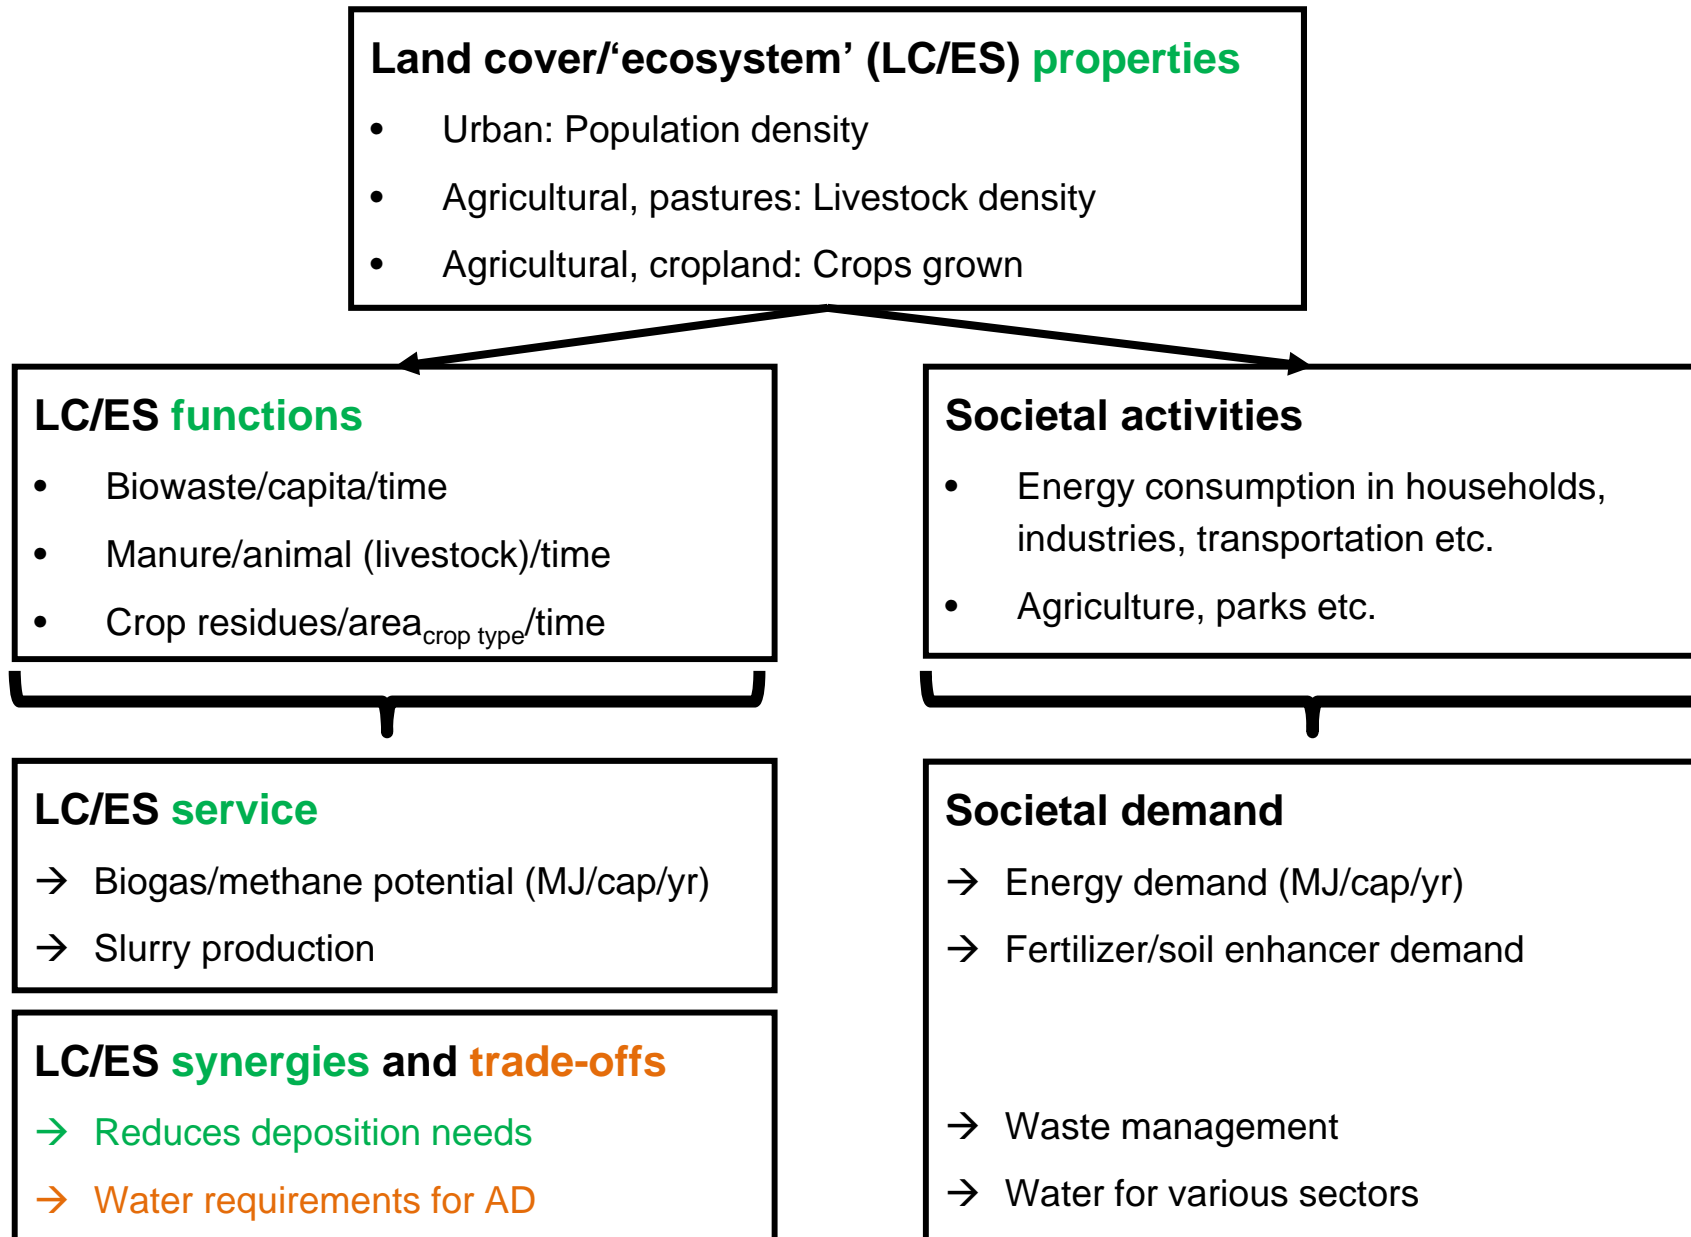 Land cover/‘ecosystem’ (LC/ES) properties
• Urban: Population density
• Agricultural, pastures: Livestock density
• Agricultural, cropland: Crops grown
LC/ES functions
• Biowaste/capita/time
• Manure/animal (livestock)/time
• Crop residues/area crop type/time
Societal activities
• Energy consumption in households,
industries, transportation etc.
• Agriculture, parks etc.
LC/ES service
→ Biogas/methane potential (MJ/cap/yr)
→ Slurry production
LC/ES synergies and trade-offs
→ Reduces deposition needs
→ Water requirements for AD
Societal demand
→ Energy demand (MJ/cap/yr)
→ Fertilizer/soil enhancer demand
→ Waste management
→ Water for various sectors